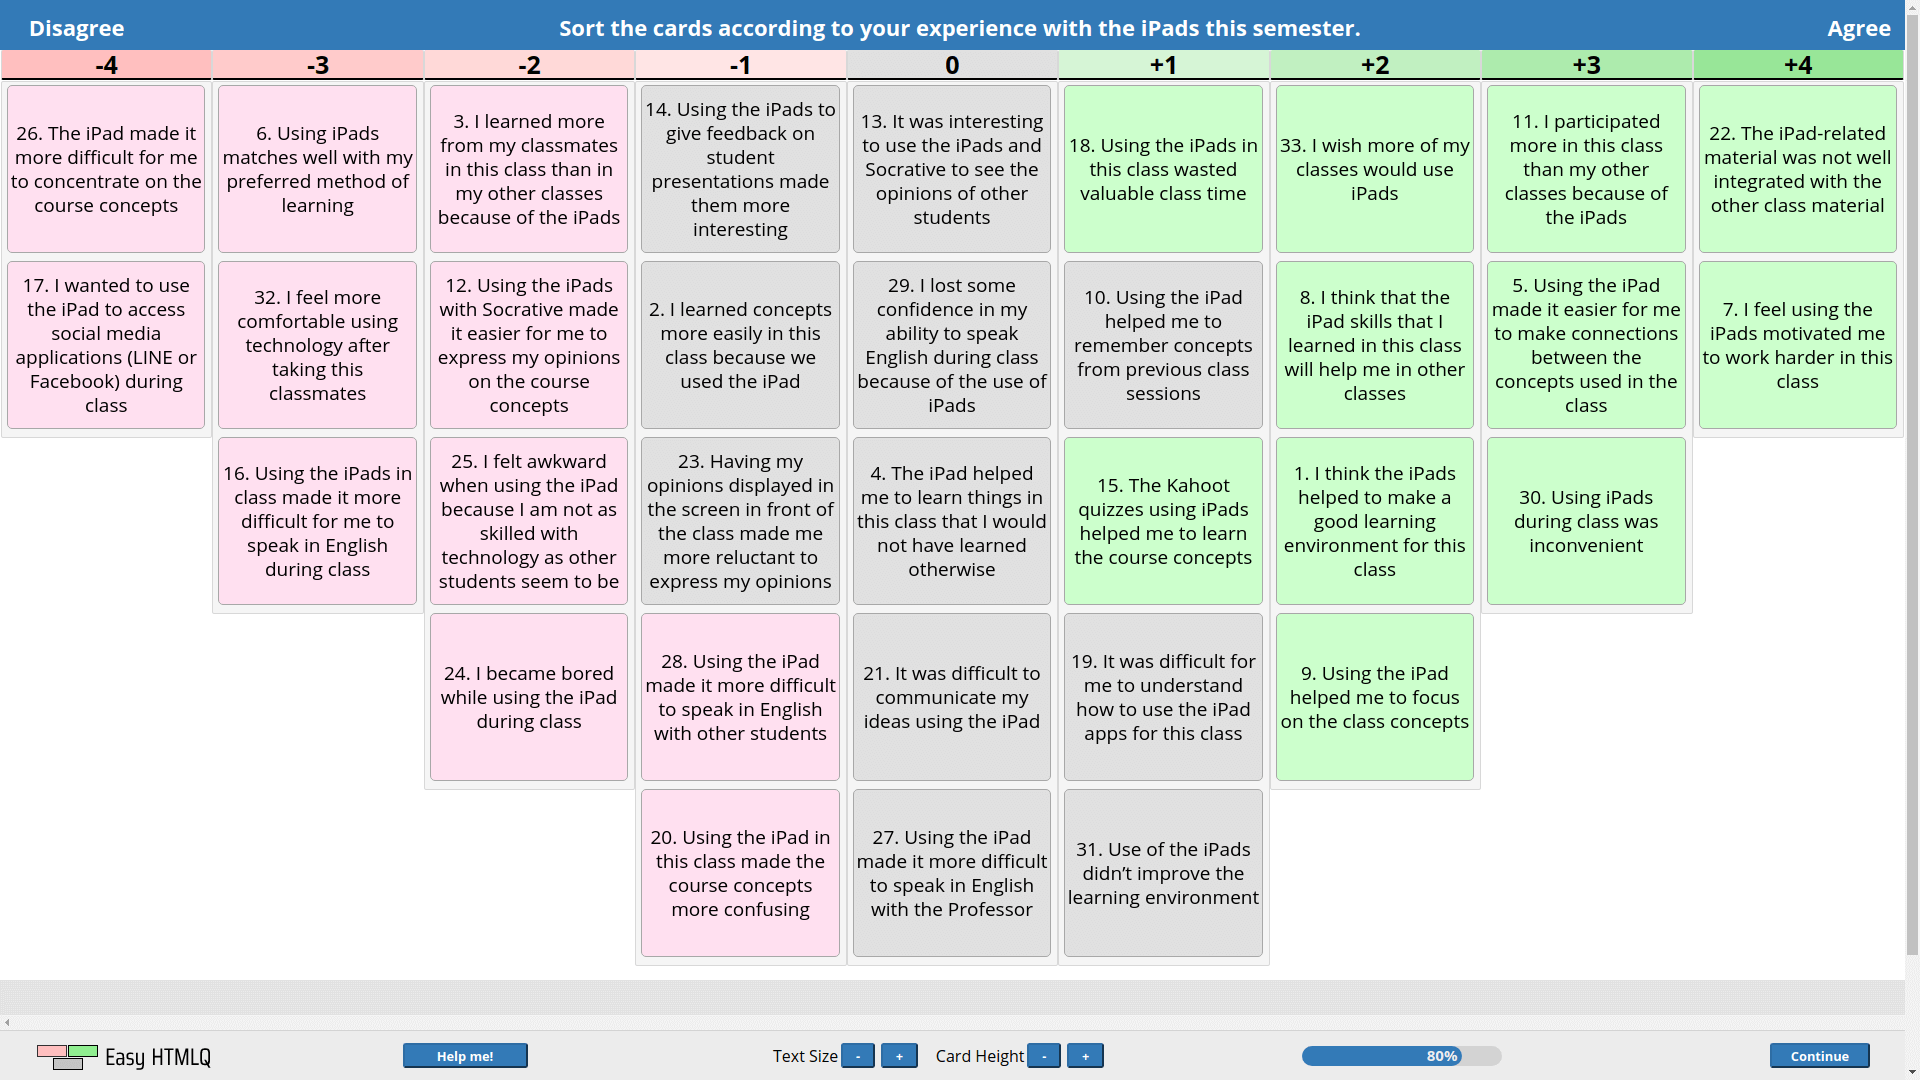 Disagree
Sort the cards according to your experience with the iPads this semester.
Agree
-4
-3
-2
-1
0
+1
+2
+3
+4
26. The iPad made it
more difficult for me
to concentrate on the
course concepts
6. Using iPads
matches well with my
preferred method of
learning
3. I learned more
from my classmates
in this class than in
my other classes
because of the iPads
14. Using the iPads to
give feedback on
student
presentations made
them more
interesting
13. It was interesting
to use the iPads and
Socrative to see the
opinions of other
students
18. Using the iPads in
this class wasted
valuable class time
33. I wish more of my
classes would use
iPads
11. I participated
more in this class
than my other
classes because of
the iPads
22. The iPad-related
material was not well
integrated with the
other class material
17. I wanted to use
the iPad to access
social media
applications (LINE or
Facebook) during
class
32. I feel more
comfortable using
technology after
taking this
classmates
12. Using the iPads
with Socrative made
it easier for me to
express my opinions
on the course
concepts
2. I learned concepts
more easily in this
class because we
used the iPad
29. I lost some
confidence in my
ability to speak
English during class
because of the use of
iPads
10. Using the iPad
helped me to
remember concepts
from previous class
sessions
8. I think that the
iPad skills that I
learned in this class
will help me in other
classes
5. Using the iPad
made it easier for me
to make connections
between the
concepts used in the
class
7. I feel using the
iPads motivated me
to work harder in this
class
16. Using the iPads in
class made it more
difficult for me to
speak in English
during class
25. I felt awkward
when using the iPad
because I am not as
skilled with
technology as other
students seem to be
23. Having my
opinions displayed in
the screen in front of
the class made me
more reluctant to
express my opinions
4. The iPad helped
me to learn things in
this class that I would
not have learned
otherwise
15. The Kahoot
quizzes using iPads
helped me to learn
the course concepts
1. I think the iPads
helped to make a
good learning
environment for this
class
30. Using iPads
during class was
inconvenient
24. I became bored
while using the iPad
during class
28. Using the iPad
made it more difficult
to speak in English
with other students
21. It was difficult to
communicate my
ideas using the iPad
19. It was difficult for
me to understand
how to use the iPad
apps for this class
9. Using the iPad
helped me to focus
on the class concepts
20. Using the iPad in
this class made the
course concepts
more confusing
27. Using the iPad
made it more difficult
to speak in English
with the Professor
31. Use of the iPads
didn’t improve the
learning environment
Easy HTMLQ
Help me!
Text Size - +
Card Height - +
80%
Continue